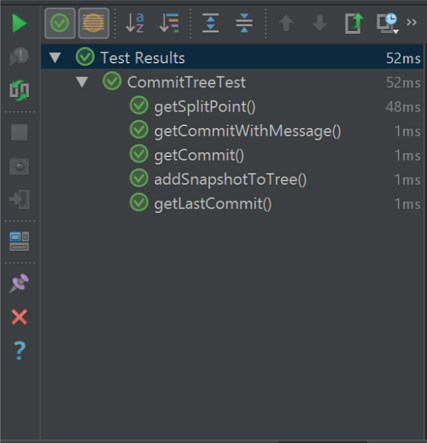 Test Results 52ms
CommitTreeTest 52ms
getSplitPoint() 48ms
getCommitWithMessage() 1ms
getCommit() 1ms
addSnapshotToTree() 1ms
getLastCommit() 1ms